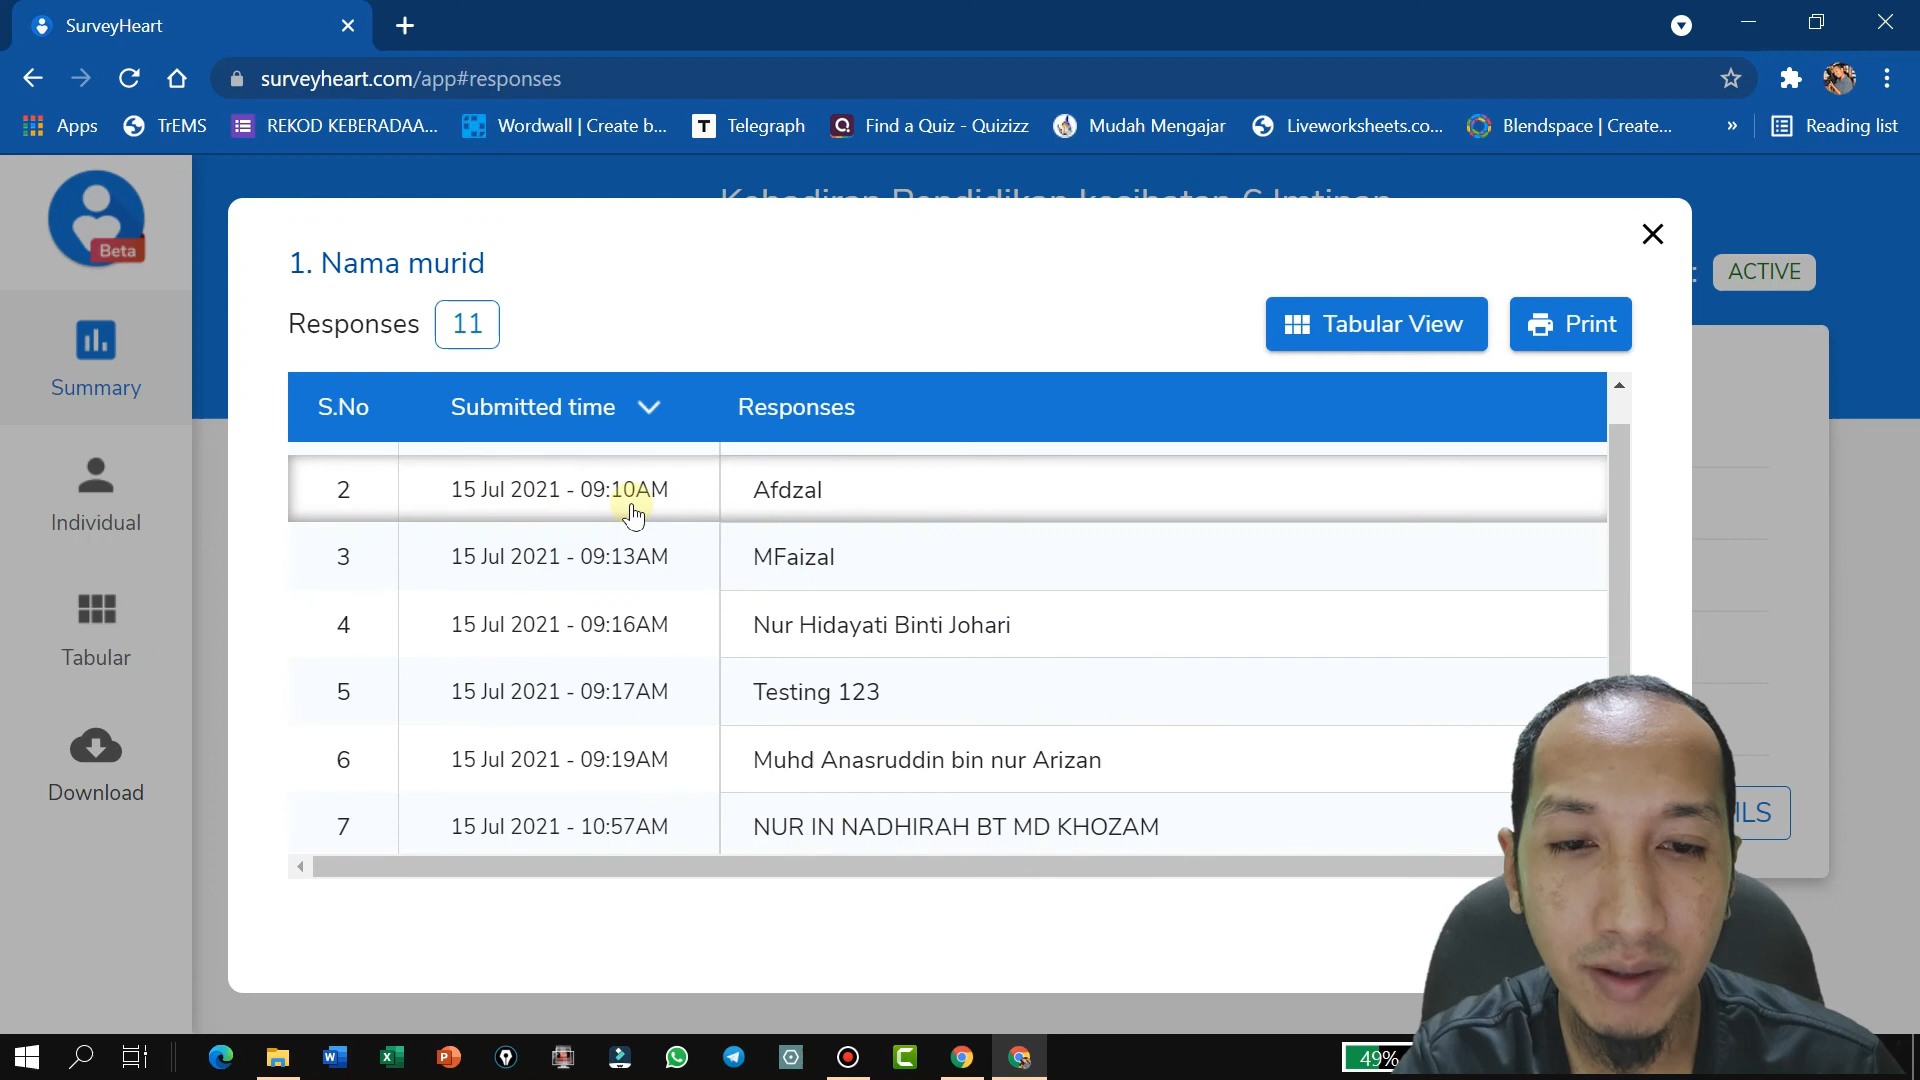 SurveyHeart
surveyheart.com/app#responses
Apps TrEMS REKOD KEBERADAA... Wordwall | Create b... Telegraph Find a Quiz - Quizizz Mudah Mengajar Liveworksheets.co... Blendspace | Create... » Reading list
Beta
Kehadiran Pendidikan kesihatan 6 Imtinan
1. Nama murid
: ACTIVE
Responses 11
Tabular View Print
Summary
S.No Submitted time Responses
2 15 Jul 2021 - 09:10AM Afdzal
Individual
3 15 Jul 2021 - 09:13AM MFaizal
4 15 Jul 2021 - 09:16AM Nur Hidayati Binti Johari
Tabular
5 15 Jul 2021 - 09:17AM Testing 123
6 15 Jul 2021 - 09:19AM Muhd Anasruddin bin nur Arizan
Download
7 15 Jul 2021 - 10:57AM NUR IN NADHIRAH BT MD KHOZAM
ILS
49%